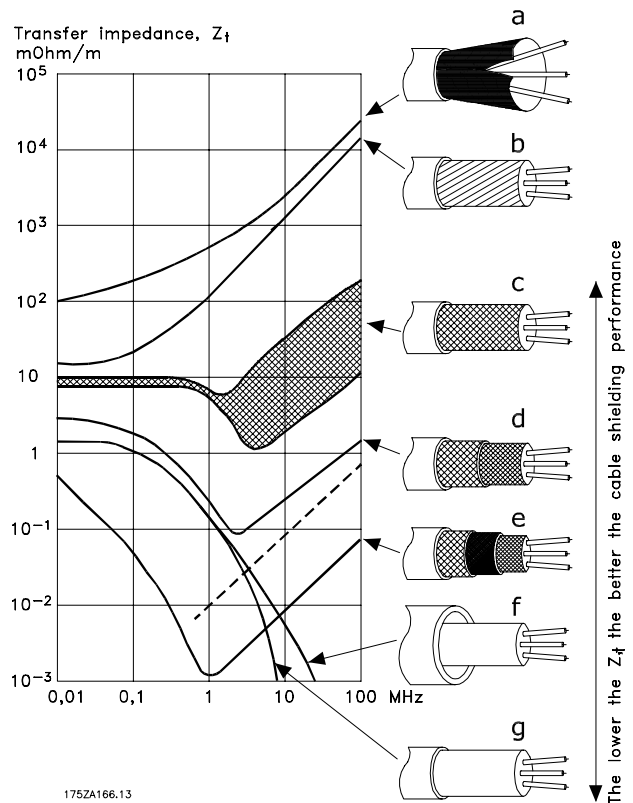 Transfer impedance, Zt
mOhm/m
10⁵
10⁴
10³
10²
10
1
10⁻¹
10⁻²
10⁻³
0,01 0,1 1 10 100 MHz
a
b
c
d
e
f
g
The lower the Zt the better the cable shielding performance
175ZA166.13